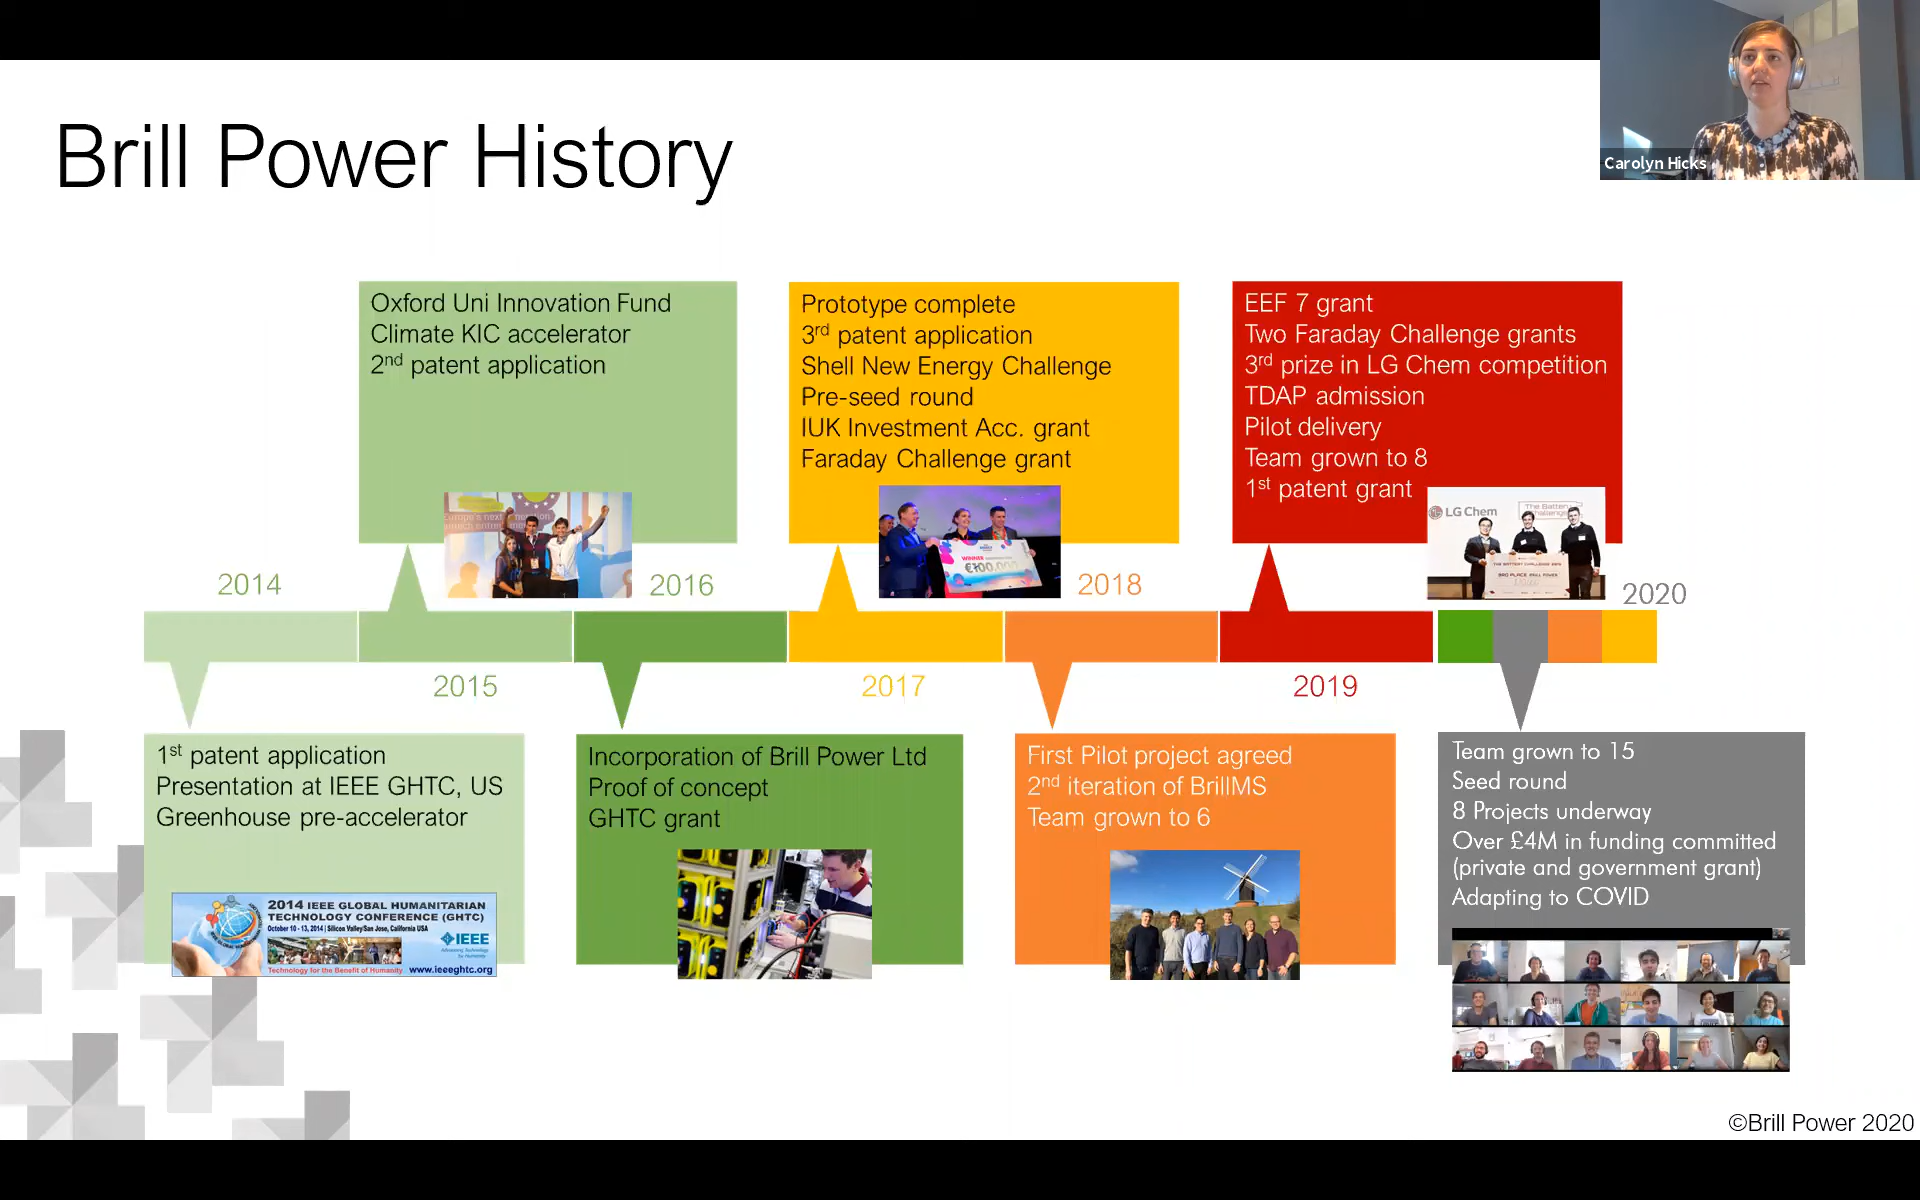 Carolyn Hicks
Brill Power History
Oxford Uni Innovation Fund
Climate KIC accelerator
2nd patent application
Prototype complete
3rd patent application
Shell New Energy Challenge
Pre-seed round
IUK Investment Acc. grant
Faraday Challenge grant
WINNER
€100,000
EEF 7 grant
Two Faraday Challenge grants
3rd prize in LG Chem competition
TDAP admission
Pilot delivery
Team grown to 8
1st patent grant
LG Chem
2014
2016
2018
2020
2015
2017
2019
1st patent application
Presentation at IEEE GHTC, US
Greenhouse pre-accelerator
2014 IEEE GLOBAL HUMANITARIAN
TECHNOLOGY CONFERENCE (GHTC)
October 10 - 13, 2014 | Silicon Valley/San Jose, California USA
IEEE
Technology for the Benefit of Humanity
www.ieeeghtc.org
Incorporation of Brill Power Ltd
Proof of concept
GHTC grant
First Pilot project agreed
2nd iteration of BrillMS
Team grown to 6
Team grown to 15
Seed round
8 Projects underway
Over £4M in funding committed
(private and government grant)
Adapting to COVID
©Brill Power 2020